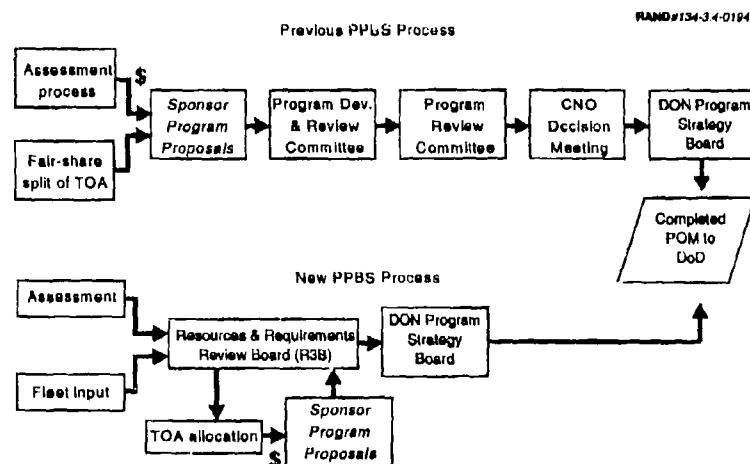 RAND#134-3.4-0194
Previous PPBS Process
Assessment
process
$
Fair-share
split of TOA
Sponsor
Program
Proposals
Program Dev.
& Review
Committee
Program
Review
Committee
CNO
Decision
Meeting
DON Program
Strategy
Board
Completed
POM to
DoD
New PPBS Process
Assessment
Fleet Input
Resources & Requirements
Review Board (R3B)
DON Program
Strategy
Board
TOA allocation
$
Sponsor
Program
Proposals